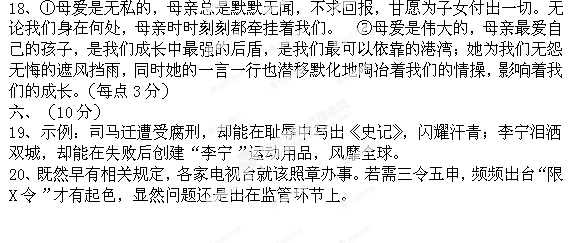 18、①母爱是无私的，母亲总是默默无闻，不求回报，甘愿为子女付出一切。无
论我们身在何处，母亲时时刻刻都牵挂着我们。 ②母爱是伟大的，母亲最爱自
己的孩子，是我们成长中最强的后盾，是我们最可以依靠的港湾；她为我们无怨
无悔的遮风挡雨，同时她的一言一行也潜移默化地陶冶着我们的情操，影响着我
们的成长。（每点 3 分）
六、（10 分）
19、示例：司马迁遭受腐刑，却能在耻辱中写出《史记》，闪耀汗青；李宁泪洒
双城，却能在失败后创建“李宁 ”运动用品，风靡全球。
20、既然早有相关规定，各家电视台就该照章办事。若需三令五申，频频出台“限
X 令 ”才有起色，显然问题还是出在监管环节上。